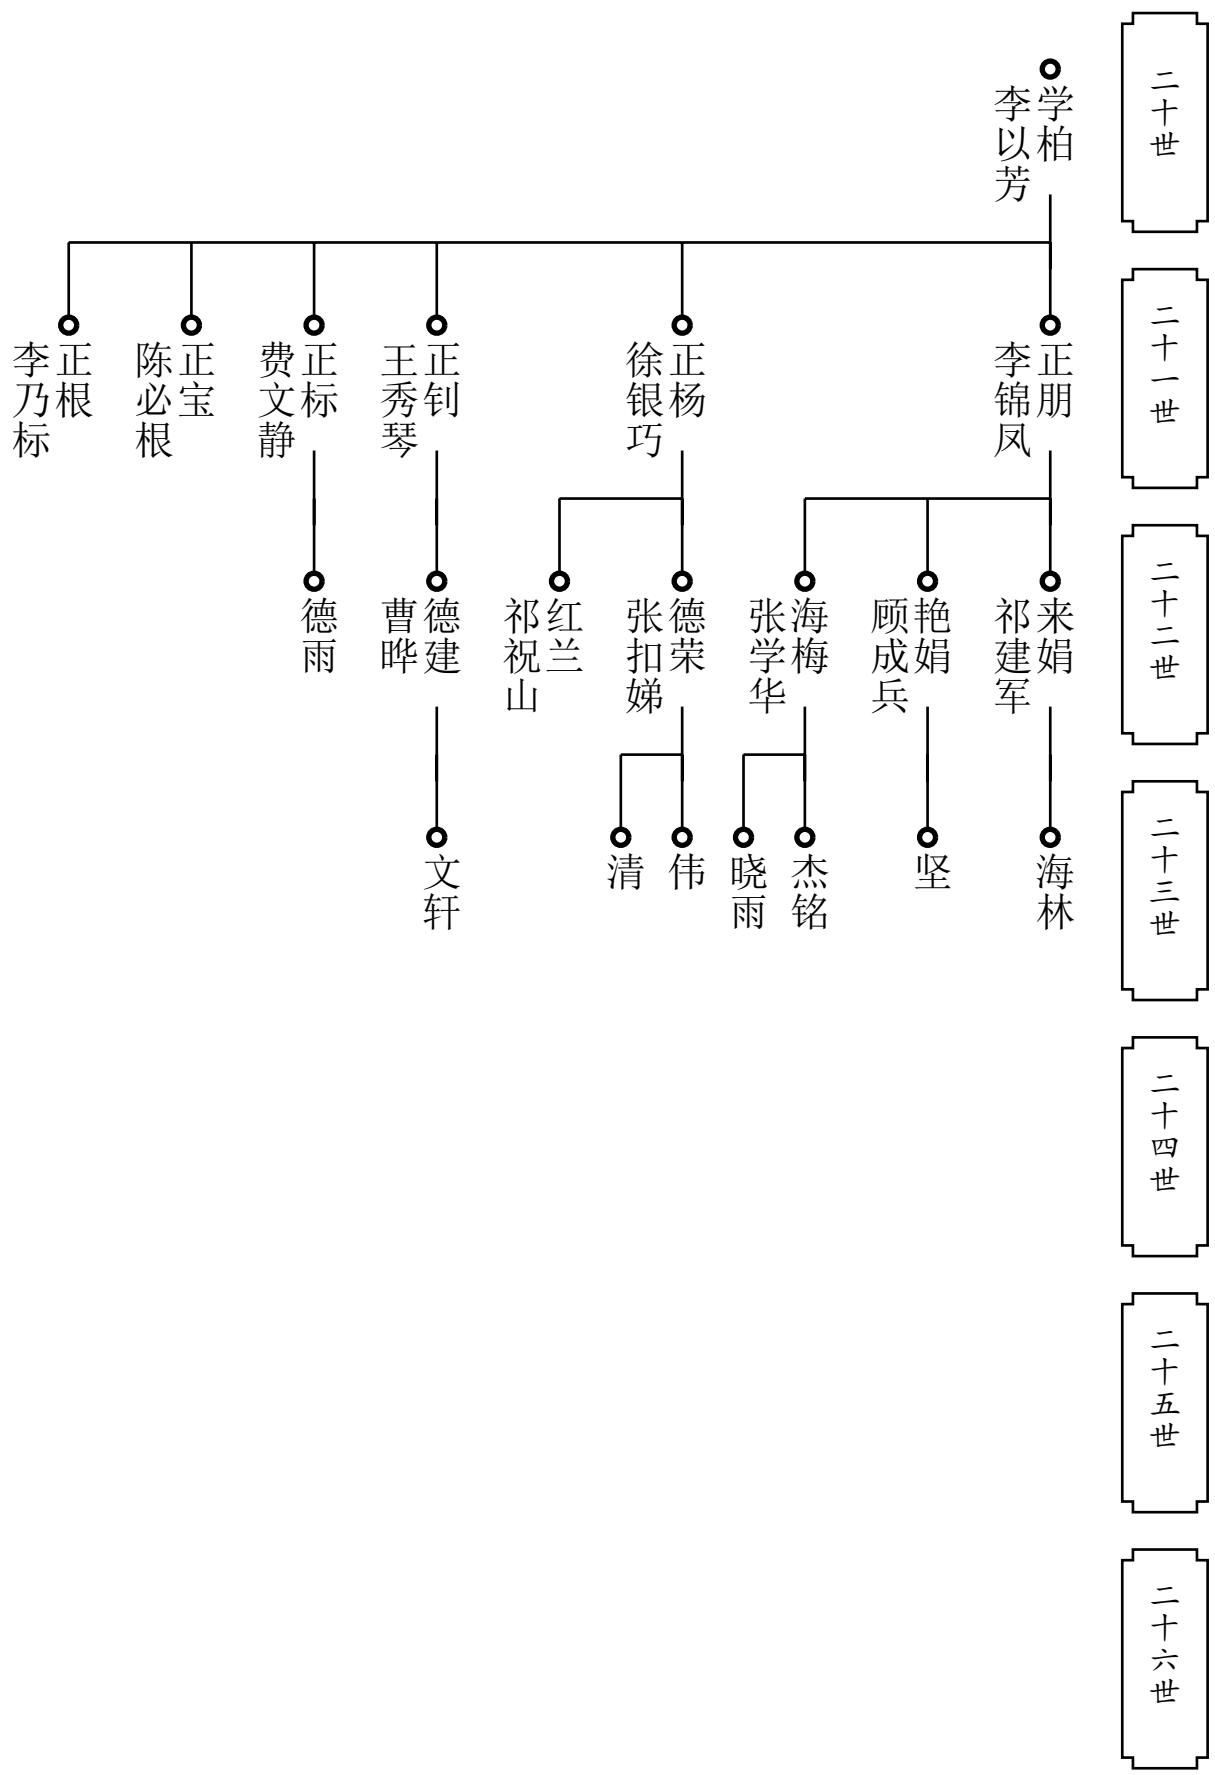 二十世
学柏
李以芳
二十一世
正朋
李锦凤
正杨
徐银巧
正钊
王秀琴
正标
费文静
正宝
陈必根
正根
李乃标
二十二世
来娟
祁建军
艳娟
顾成兵
海梅
张学华
德荣
张扣娣
红兰
祁祝山
德建
曹晔
德雨
二十三世
海林
坚
杰铭
晓雨
伟
清
文轩
二十四世
二十五世
二十六世